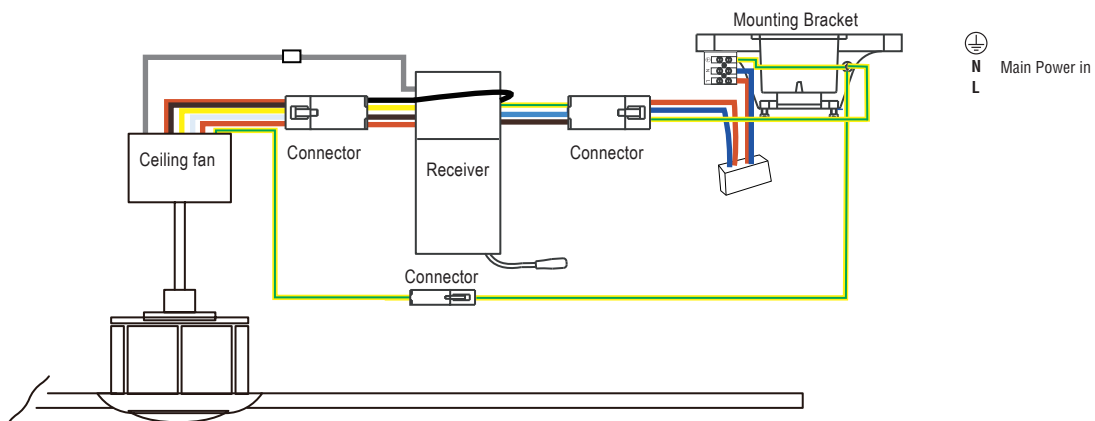 Mounting Bracket
N Main Power in
L
Ceiling fan
Connector
Receiver
Connector
Connector